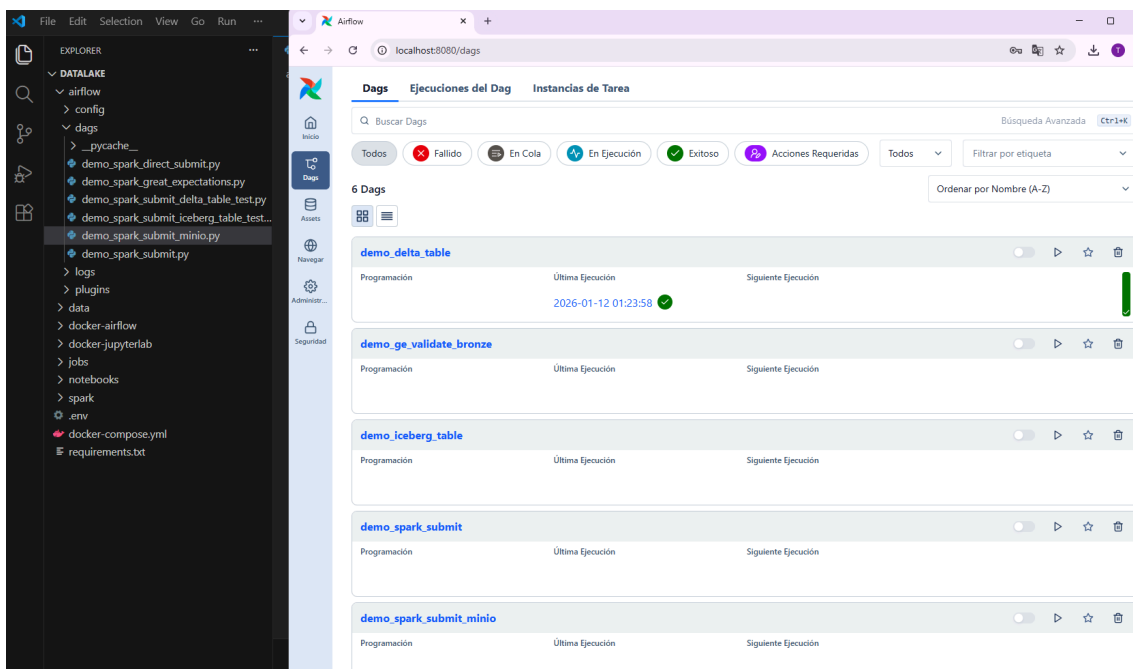 File Edit Selection View Go Run ···
EXPLORER ···
DATALAKE
airflow
config
dags
__pycache__
demo_spark_direct_submit.py
demo_spark_great_expectations.py
demo_spark_submit_delta_table_test.py
demo_spark_submit_iceberg_table_test...
demo_spark_submit_minio.py
demo_spark_submit.py
logs
plugins
data
docker-airflow
docker-jupyterlab
jobs
notebooks
spark
.env
docker-compose.yml
requirements.txt
Airflow
localhost:8080/dags
T
Inicio
Dags
Assets
Navegar
Administr...
Seguridad
Dags Ejecuciones del Dag Instancias de Tarea
Buscar Dags Búsqueda Avanzada Ctrl+K
Todos Fallido En Cola En Ejecución Exitoso Acciones Requeridas Todos Filtrar por etiqueta
6 Dags Ordenar por Nombre (A-Z)
demo_delta_table
Programación Última Ejecución Siguiente Ejecución
2026-01-12 01:23:58
demo_ge_validate_bronze
Programación Última Ejecución Siguiente Ejecución
demo_iceberg_table
Programación Última Ejecución Siguiente Ejecución
demo_spark_submit
Programación Última Ejecución Siguiente Ejecución
demo_spark_submit_minio
Programación Última Ejecución Siguiente Ejecución